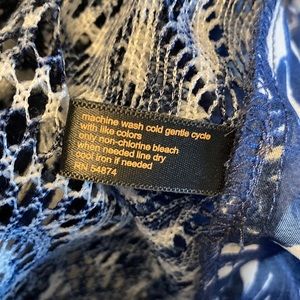 machine wash cold gentle cycle
with like colors
only non-chlorine bleach
when needed line dry
cool iron if needed
RN 54874